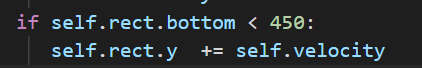 if self.rect.bottom < 450:
    self.rect.y  += self.velocity